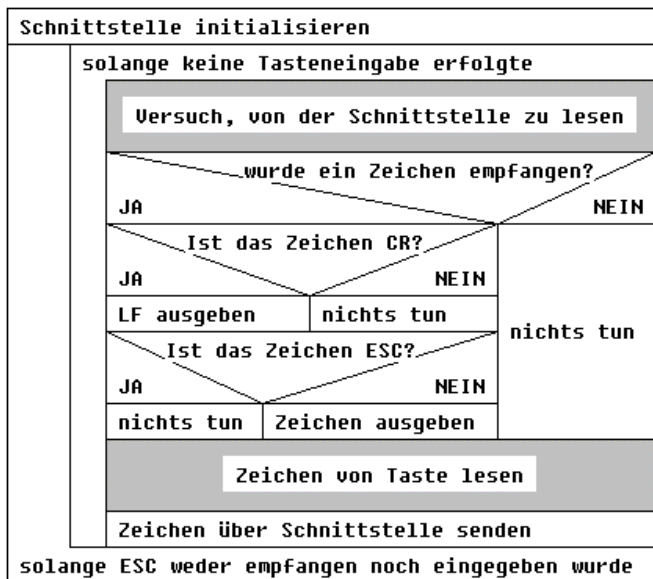 Schnittstelle initialisieren
solange keine Tasteneingabe erfolgte
Versuch, von der Schnittstelle zu lesen
wurde ein Zeichen empfangen?
JA
NEIN
Ist das Zeichen CR?
JA
NEIN
LF ausgeben
nichts tun
nichts tun
Ist das Zeichen ESC?
JA
NEIN
nichts tun
Zeichen ausgeben
Zeichen von Taste lesen
Zeichen über Schnittstelle senden
solange ESC weder empfangen noch eingegeben wurde